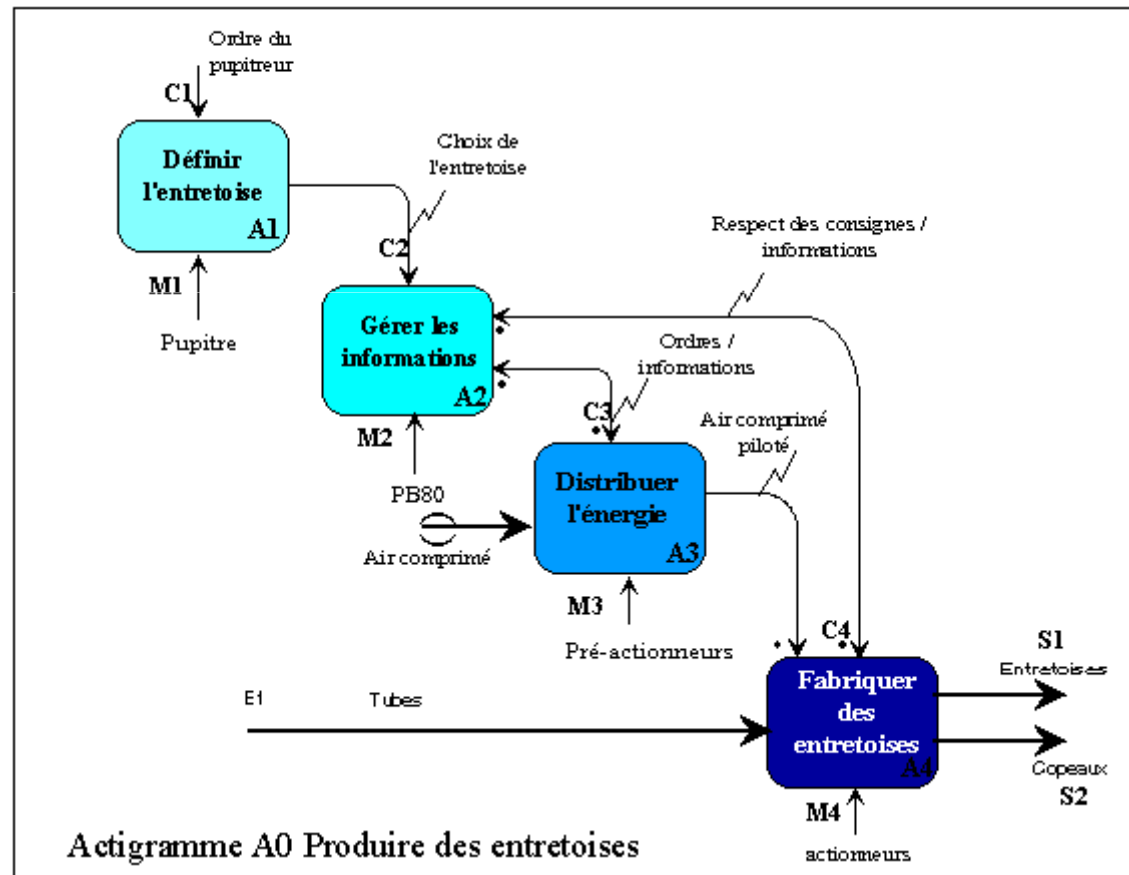 Ordre du
pupitreur
C1
Définir
l'entretoise
A1
M1
Pupitre
Choix de
l'entretoise
C2
Gérer les
informations
A2
M2
PB80
Respect des consignes /
informations
Ordres /
informations
C3
Air comprimé
Distribuer
l'énergie
A3
M3
Pré-actionneurs
Air comprimé
piloté
C4
E1
Tubes
Fabriquer
des
entretoises
A4
M4
actionneurs
S1
Entretoises
Copeaux
S2
Actigramme A0 Produire des entretoises